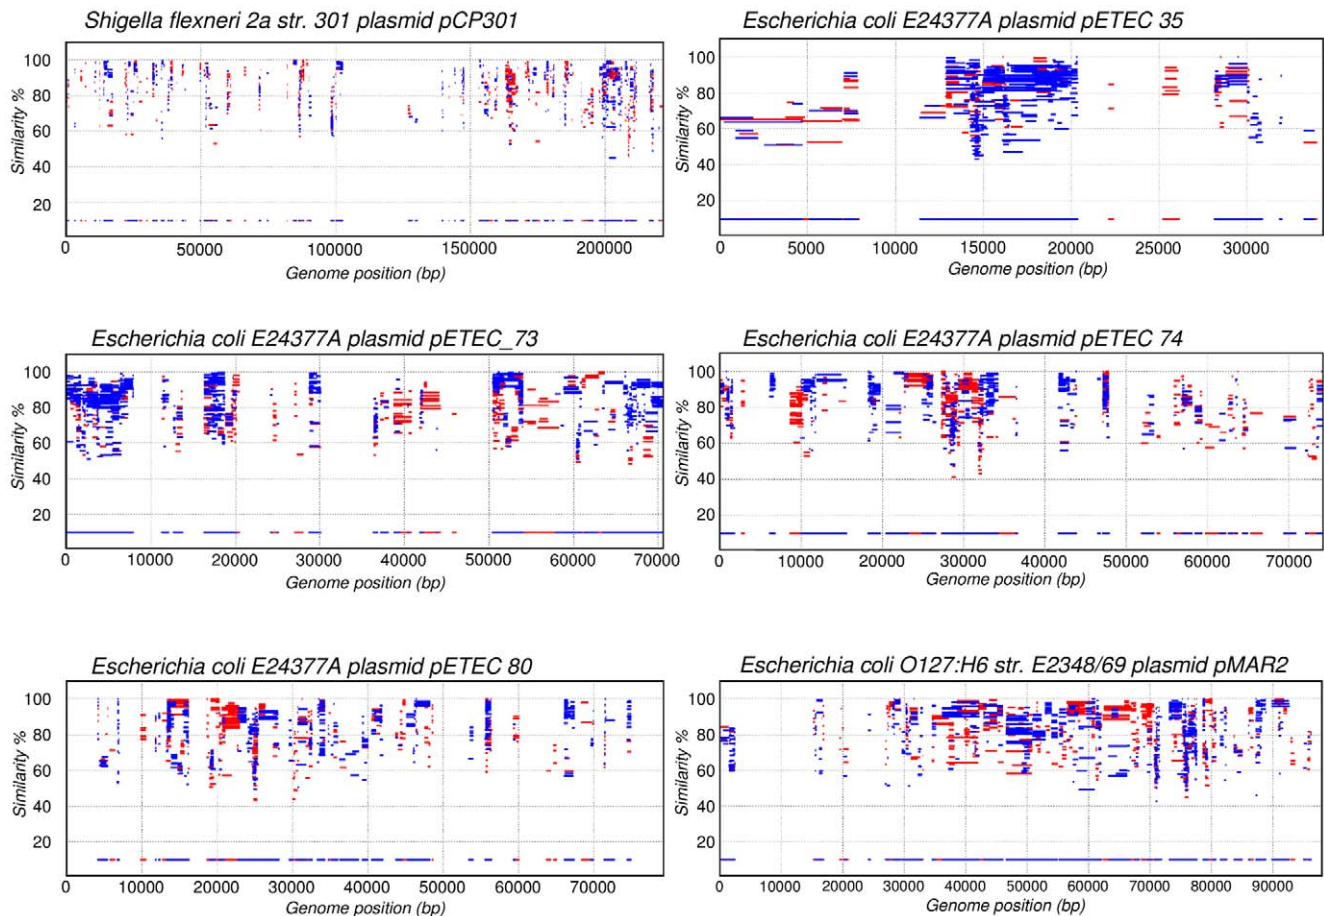 Shigella flexneri 2a str. 301 plasmid pCP301
Similarity %
100
80
60
40
20
0 50000 100000 150000 200000
Genome position (bp)
Escherichia coli E24377A plasmid pETEC 35
Similarity %
100
80
60
40
20
0 5000 10000 15000 20000 25000 30000
Genome position (bp)
Escherichia coli E24377A plasmid pETEC_73
Similarity %
100
80
60
40
20
0 10000 20000 30000 40000 50000 60000 70000
Genome position (bp)
Escherichia coli E24377A plasmid pETEC 74
Similarity %
100
80
60
40
20
0 10000 20000 30000 40000 50000 60000 70000
Genome position (bp)
Escherichia coli E24377A plasmid pETEC 80
Similarity %
100
80
60
40
20
0 10000 20000 30000 40000 50000 60000 70000
Genome position (bp)
Escherichia coli O127:H6 str. E2348/69 plasmid pMAR2
Similarity %
100
80
60
40
20
0 10000 20000 30000 40000 50000 60000 70000 80000 90000
Genome position (bp)